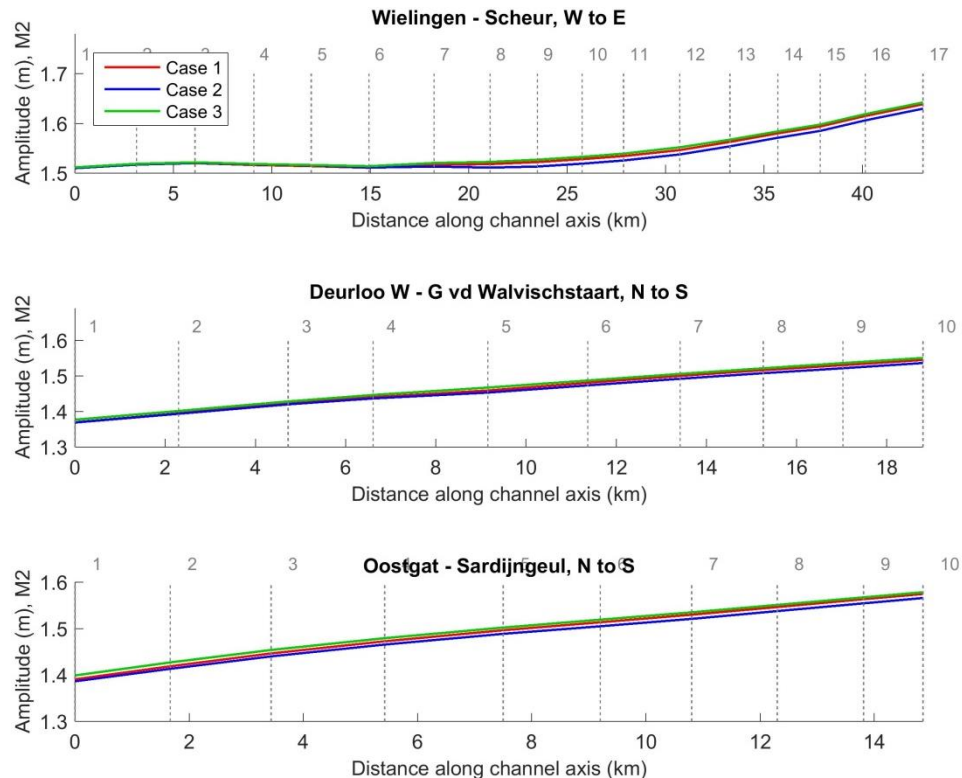 Wielingen - Scheur, W to E
1 2 3 4 5 6 7 8 9 10 11 12 13 14 15 16 17
Case 1
Case 2
Case 3
Amplitude (m), M2
1.7
1.6
1.5
0 5 10 15 20 25 30 35 40
Distance along channel axis (km)
Deurloo W - G vd Walvischstaart, N to S
1 2 3 4 5 6 7 8 9 10
Amplitude (m), M2
1.6
1.5
1.4
1.3
0 2 4 6 8 10 12 14 16 18
Distance along channel axis (km)
Oostgat - Sardijngeul, N to S
1 2 3 4 5 6 7 8 9 10
Amplitude (m), M2
1.6
1.5
1.4
1.3
0 2 4 6 8 10 12 14
Distance along channel axis (km)